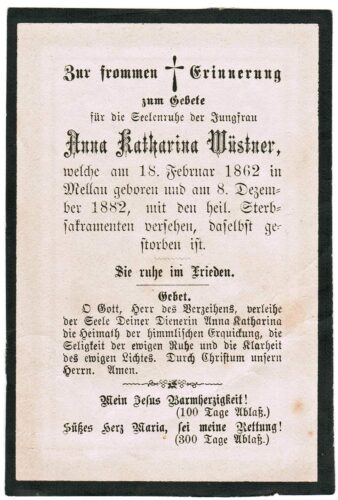 Zur frommen † Erinnerung
zum Gebete
für die Seelenruhe der Jungfrau
Anna Katharina Wüstner,
welche am 18. Februar 1862 in
Mellau geboren und am 8. Dezem-
ber 1882, mit den heil. Sterb-
sakramenten versehen, daselbst ge-
storben ist.
Sie ruhe im Frieden.
Gebet.
O Gott, Herr des Verzeihens, verleihe
der Seele Deiner Dienerin Anna Katharina
die Heimath der himmlischen Erquickung, die
Seligkeit der ewigen Ruhe und die Klarheit
des ewigen Lichtes. Durch Christum unsern
Herrn. Amen.
Mein Jesus Barmherzigkeit!
(100 Tage Ablaß.)
Süßes Herz Maria, sei meine Rettung!
(300 Tage Ablaß.)